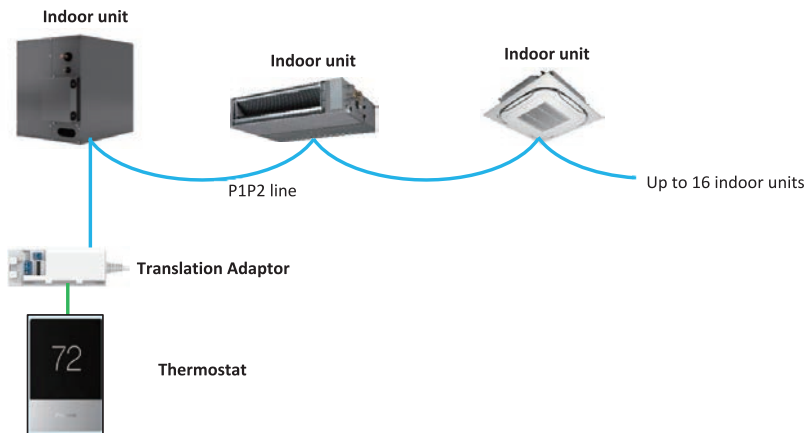 Indoor unit
Indoor unit
Indoor unit
P1P2 line
Up to 16 indoor units
Translation Adaptor
72
Thermostat